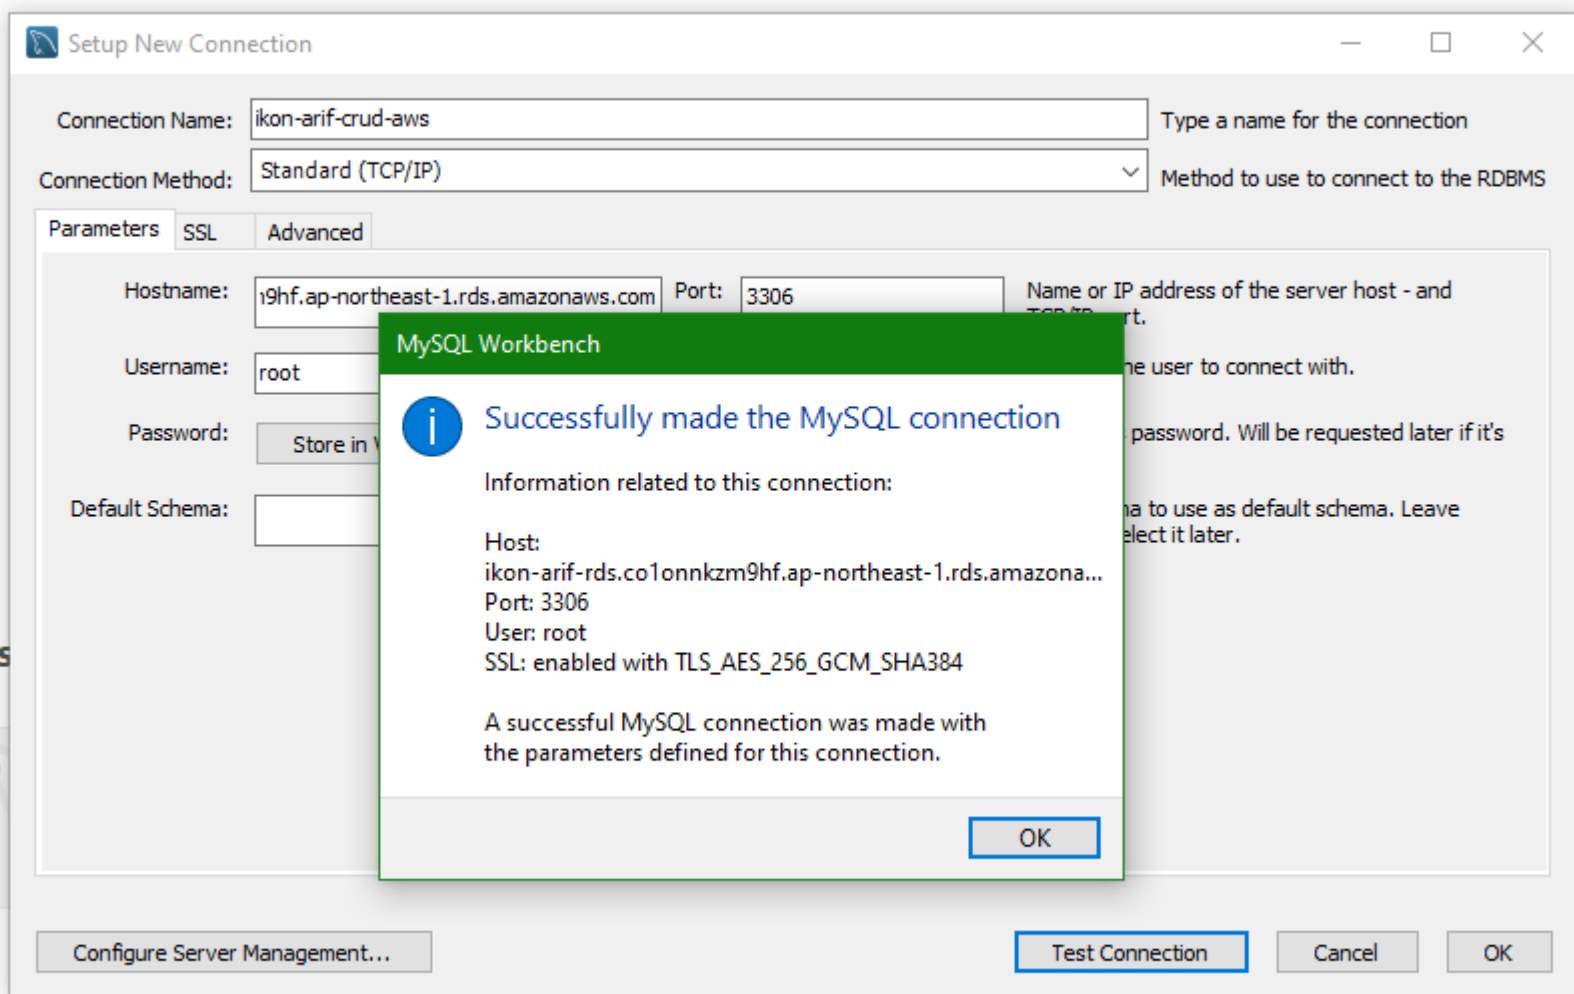 Setup New Connection
Connection Name: ikon-arif-crud-aws Type a name for the connection
Connection Method: Standard (TCP/IP) Method to use to connect to the RDBMS
Parameters SSL Advanced
Hostname: 9hf.ap-northeast-1.rds.amazonaws.com Port: 3306 Name or IP address of the server host - and
rt.
MySQL Workbench
Username: root he user to connect with.
Successfully made the MySQL connection
Password: Store in password. Will be requested later if it's
Information related to this connection:
Default Schema: a to use as default schema. Leave
elect it later.
Host:
ikon-arif-rds.co1onnkzm9hf.ap-northeast-1.rds.amazona...
Port: 3306
User: root
SSL: enabled with TLS_AES_256_GCM_SHA384
A successful MySQL connection was made with
the parameters defined for this connection.
OK
Configure Server Management... Test Connection Cancel OK